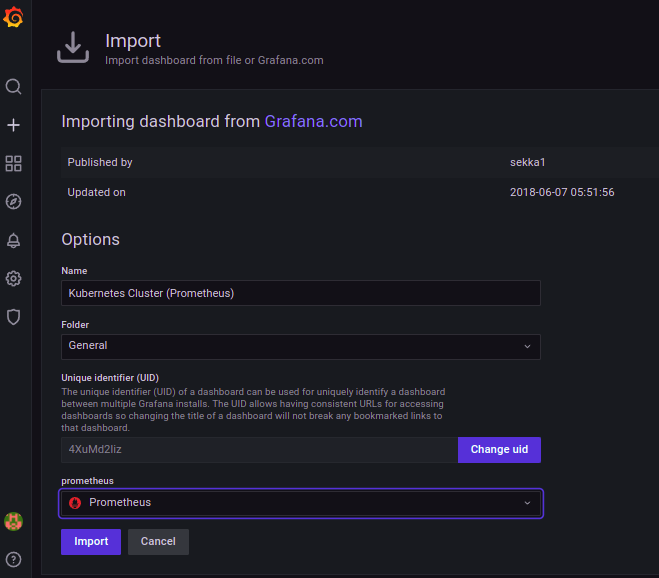 Import
Import dashboard from file or Grafana.com
Importing dashboard from Grafana.com
Published by sekka1
Updated on 2018-06-07 05:51:56
Options
Name
Kubernetes Cluster (Prometheus)
Folder
General
Unique identifier (UID)
The unique identifier (UID) of a dashboard can be used for uniquely identify a dashboard
between multiple Grafana installs. The UID allows having consistent URLs for accessing
dashboards so changing the title of a dashboard will not break any bookmarked links to
that dashboard.
4XuMd2Iiz Change uid
prometheus
Prometheus
Import Cancel